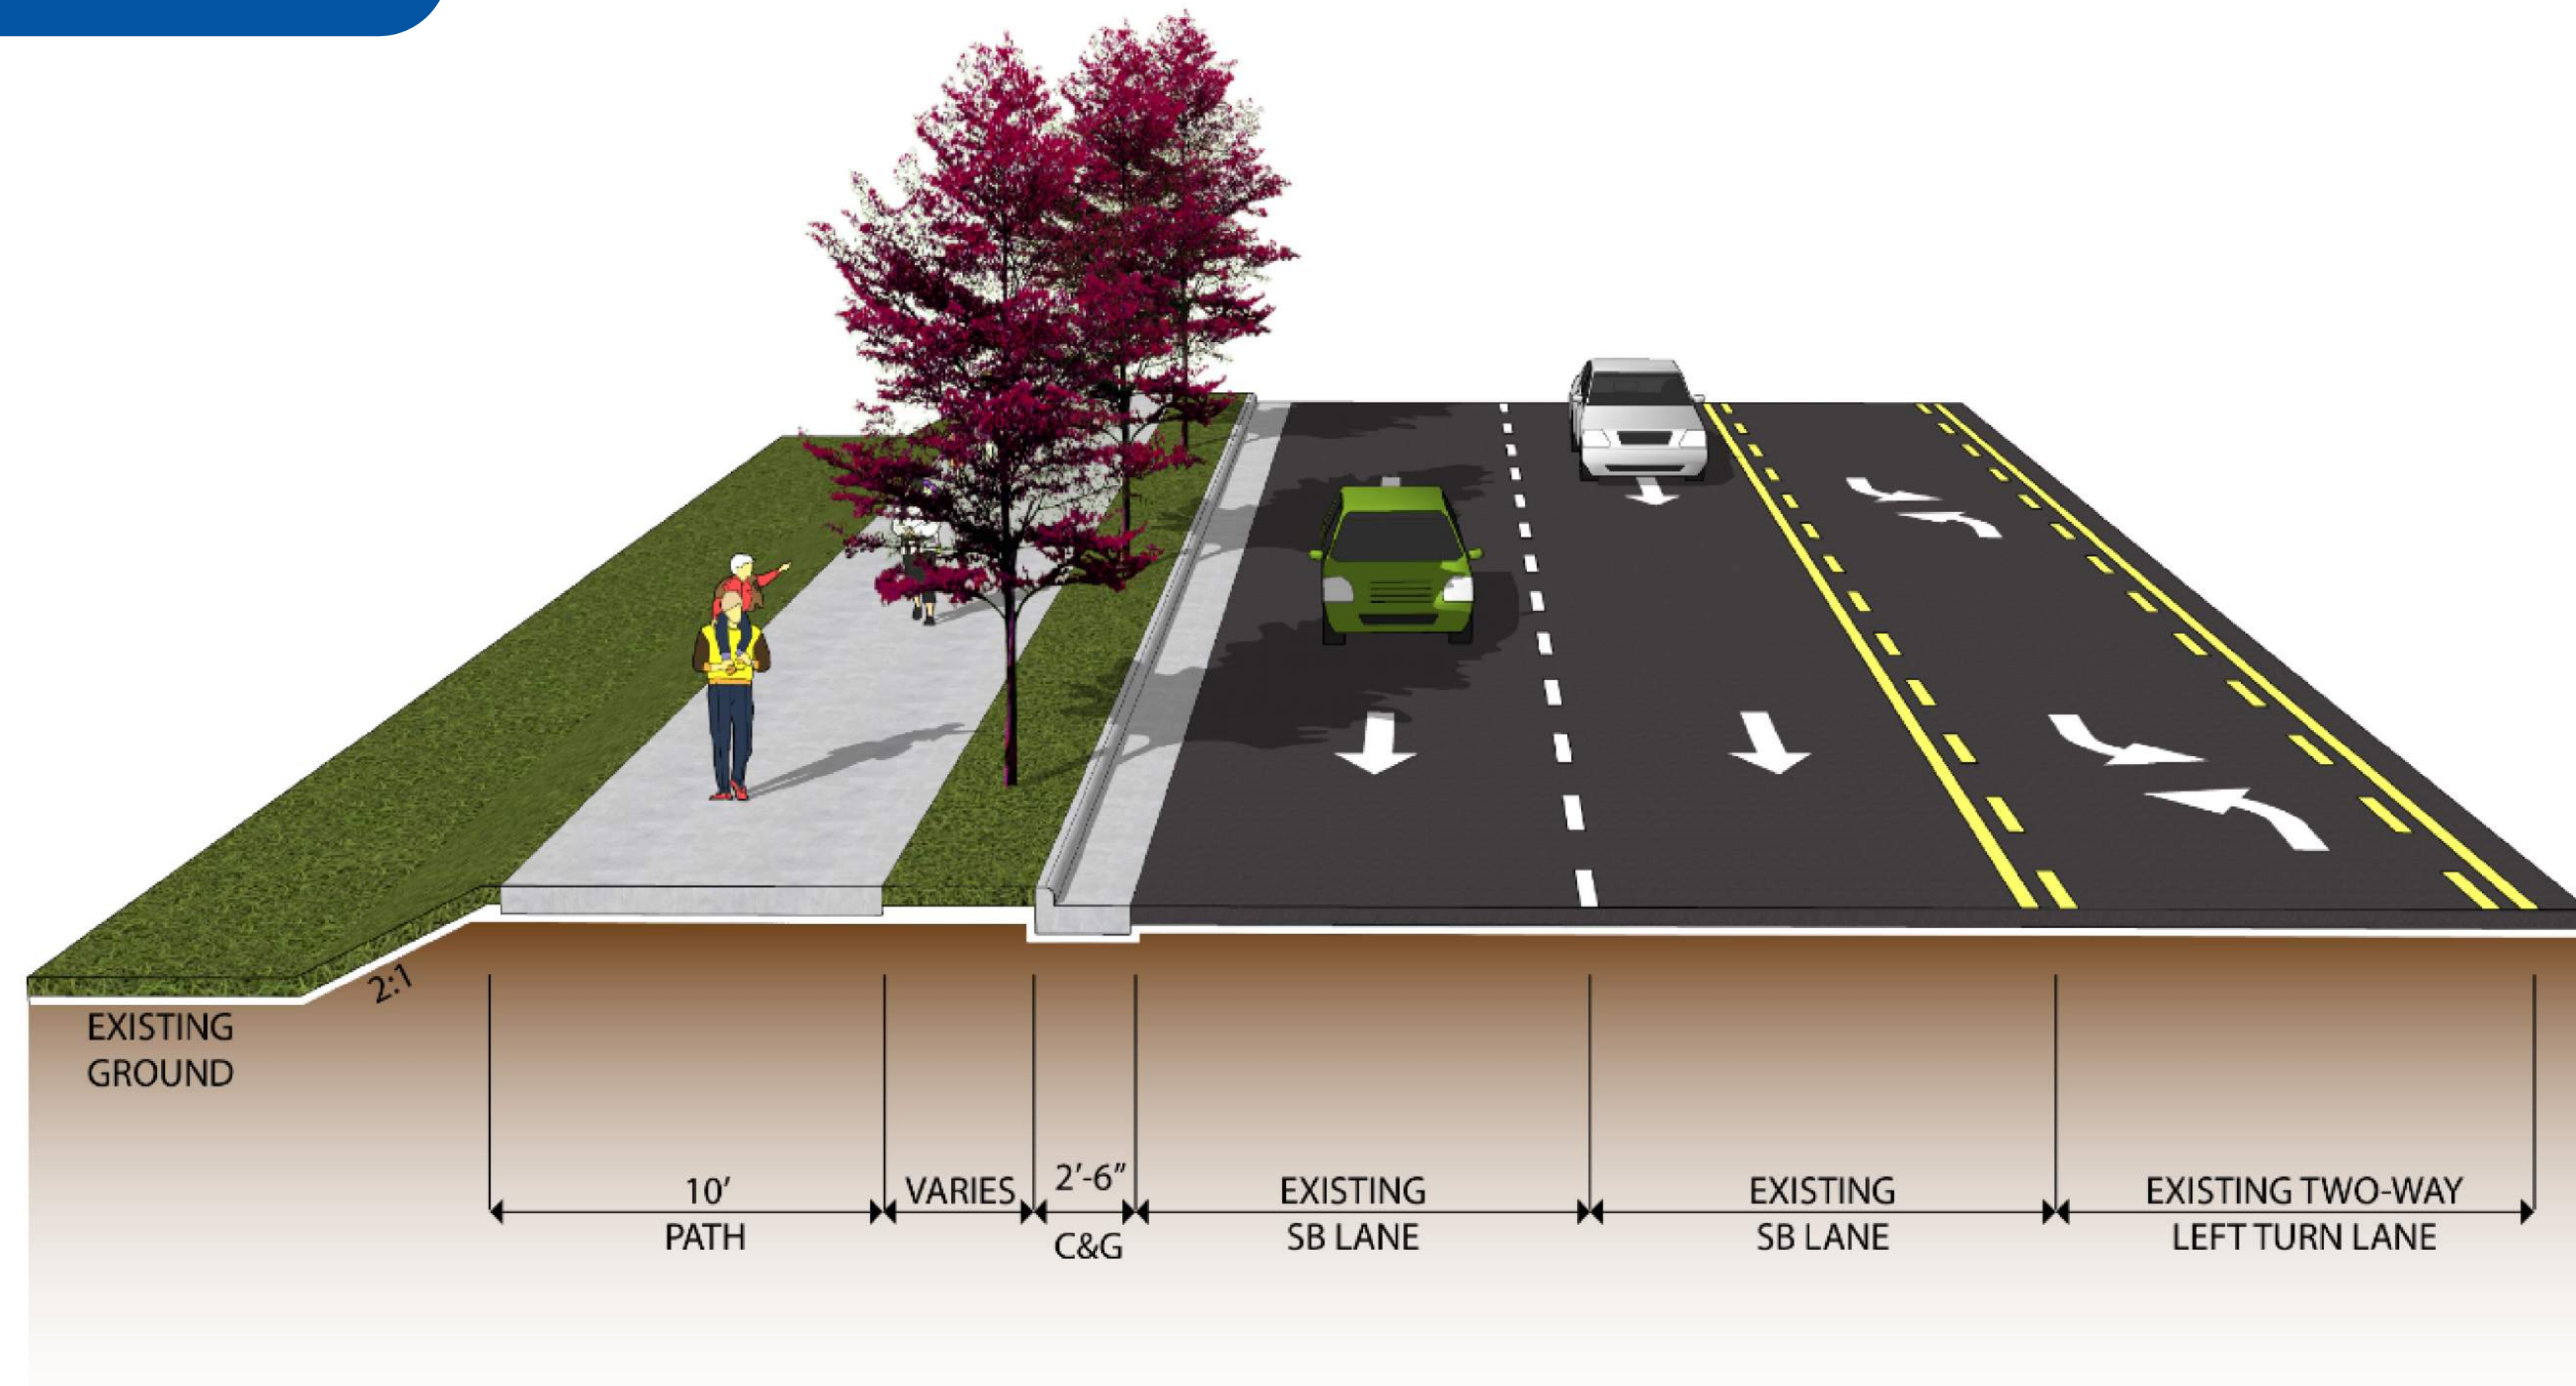 2:1
EXISTING
GROUND
10’
PATH
VARIES
2’-6”
C&G
EXISTING
SB LANE
EXISTING
SB LANE
EXISTING TWO-WAY
LEFT TURN LANE